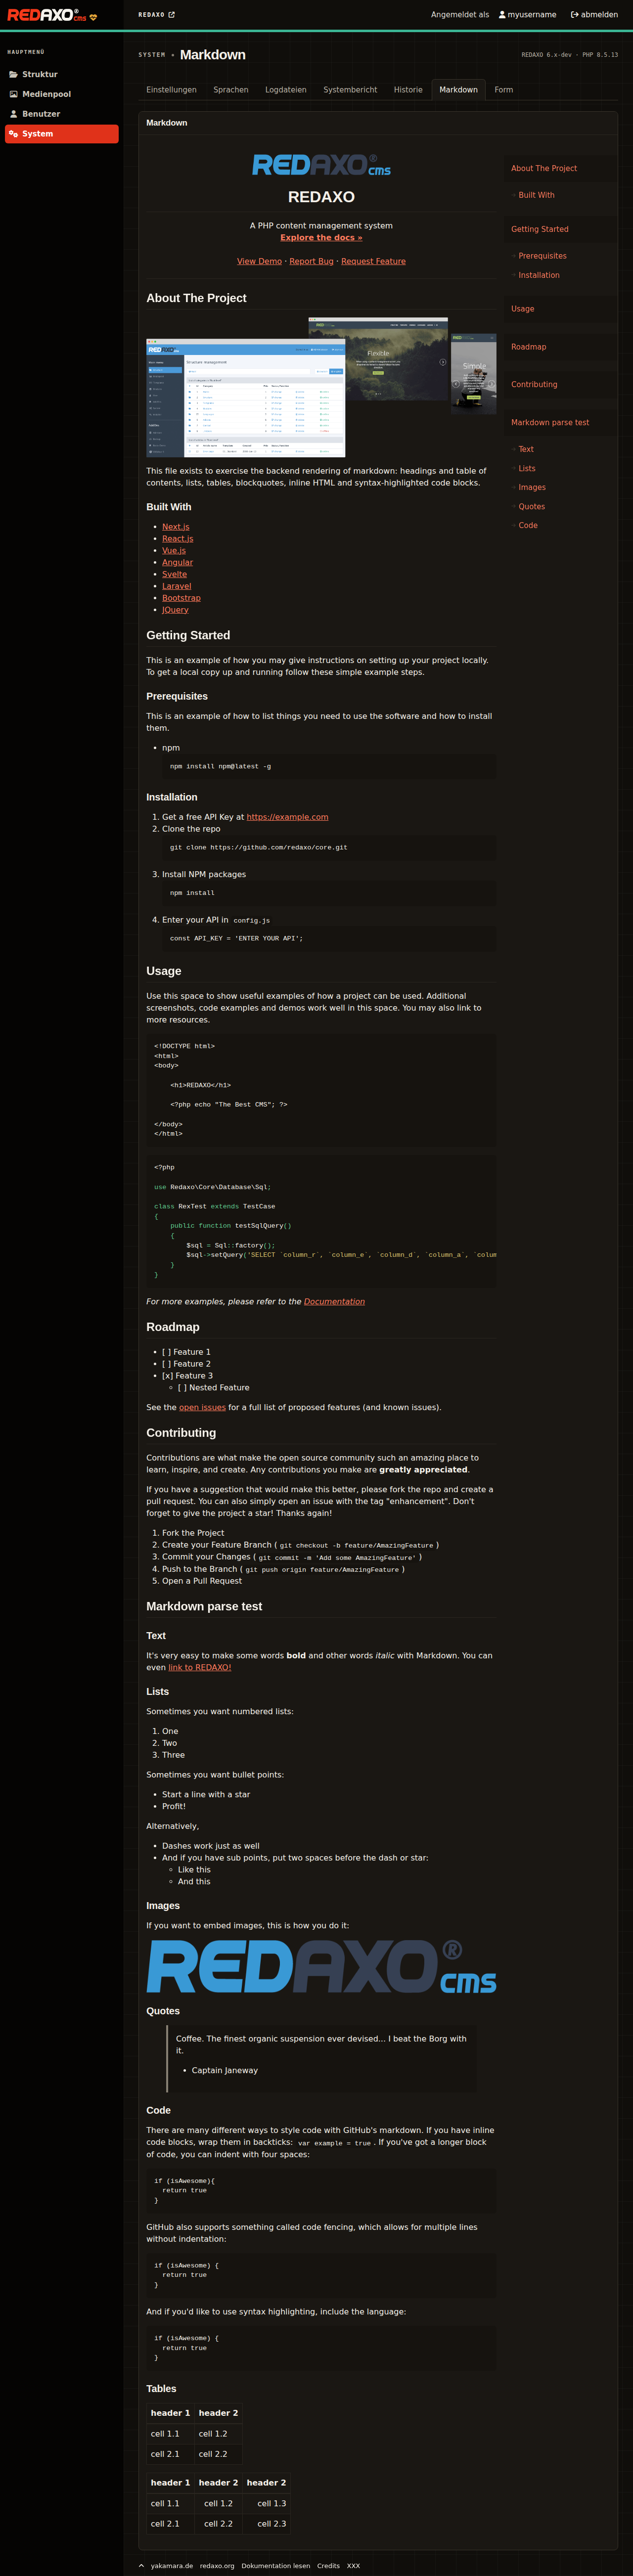 REDAXO® cms
REDAXO
Angemeldet als myusername abmelden
HAUPTMENÜ
Struktur
Medienpool
Benutzer
System
SYSTEM Markdown
REDAXO 6.x-dev - PHP 8.5.13
Einstellungen Sprachen Logdateien Systembericht Historie Markdown Form
Markdown
REDAXO® cms
REDAXO
A PHP content management system
Explore the docs »
View Demo · Report Bug · Request Feature
About The Project
Built With
Getting Started
Prerequisites
Installation
Usage
Roadmap
Contributing
Markdown parse test
Text
Lists
Images
Quotes
Code
About The Project
Flexible
Simple
This file exists to exercise the backend rendering of markdown: headings and table of
contents, lists, tables, blockquotes, inline HTML and syntax-highlighted code blocks.
Built With
Next.js
React.js
Vue.js
Angular
Svelte
Laravel
Bootstrap
JQuery
Getting Started
This is an example of how you may give instructions on setting up your project locally.
To get a local copy up and running follow these simple example steps.
Prerequisites
This is an example of how to list things you need to use the software and how to install
them.
npm
npm install npm@latest -g
Installation
1. Get a free API Key at https://example.com
2. Clone the repo
git clone https://github.com/redaxo/core.git
3. Install NPM packages
npm install
4. Enter your API in config.js
const API_KEY = 'ENTER YOUR API';
Usage
Use this space to show useful examples of how a project can be used. Additional
screenshots, code examples and demos work well in this space. You may also link to
more resources.
<!DOCTYPE html>
<html>
<body>
<h1>REDAXO</h1>
<?php echo "The Best CMS"; ?>
</body>
</html>
<?php
use Redaxo\Core\Database\Sql;
class RexTest extends TestCase
{
public function testSqlQuery()
{
$sql = Sql::factory();
$sql->setQuery('SELECT `column_r`, `column_e`, `column_d`, `column_a`, `colum
}
}
For more examples, please refer to the Documentation
Roadmap
[ ] Feature 1
[ ] Feature 2
[x] Feature 3
[ ] Nested Feature
See the open issues for a full list of proposed features (and known issues).
Contributing
Contributions are what make the open source community such an amazing place to
learn, inspire, and create. Any contributions you make are greatly appreciated.
If you have a suggestion that would make this better, please fork the repo and create a
pull request. You can also simply open an issue with the tag "enhancement". Don't
forget to give the project a star! Thanks again!
1. Fork the Project
2. Create your Feature Branch ( git checkout -b feature/AmazingFeature )
3. Commit your Changes ( git commit -m 'Add some AmazingFeature' )
4. Push to the Branch ( git push origin feature/AmazingFeature )
5. Open a Pull Request
Markdown parse test
Text
It's very easy to make some words bold and other words italic with Markdown. You can
even link to REDAXO!
Lists
Sometimes you want numbered lists:
1. One
2. Two
3. Three
Sometimes you want bullet points:
Start a line with a star
Profit!
Alternatively,
Dashes work just as well
And if you have sub points, put two spaces before the dash or star:
Like this
And this
Images
If you want to embed images, this is how you do it:
REDAXO® cms
Quotes
Coffee. The finest organic suspension ever devised... I beat the Borg with
it.
Captain Janeway
Code
There are many different ways to style code with GitHub's markdown. If you have inline
code blocks, wrap them in backticks: var example = true . If you've got a longer block
of code, you can indent with four spaces:
if (isAwesome){
return true
}
GitHub also supports something called code fencing, which allows for multiple lines
without indentation:
if (isAwesome) {
return true
}
And if you'd like to use syntax highlighting, include the language:
if (isAwesome) {
return true
}
Tables
header 1 header 2
cell 1.1 cell 1.2
cell 2.1 cell 2.2
header 1 header 2 header 2
cell 1.1 cell 1.2 cell 1.3
cell 2.1 cell 2.2 cell 2.3
yakamara.de redaxo.org Dokumentation lesen Credits XXX